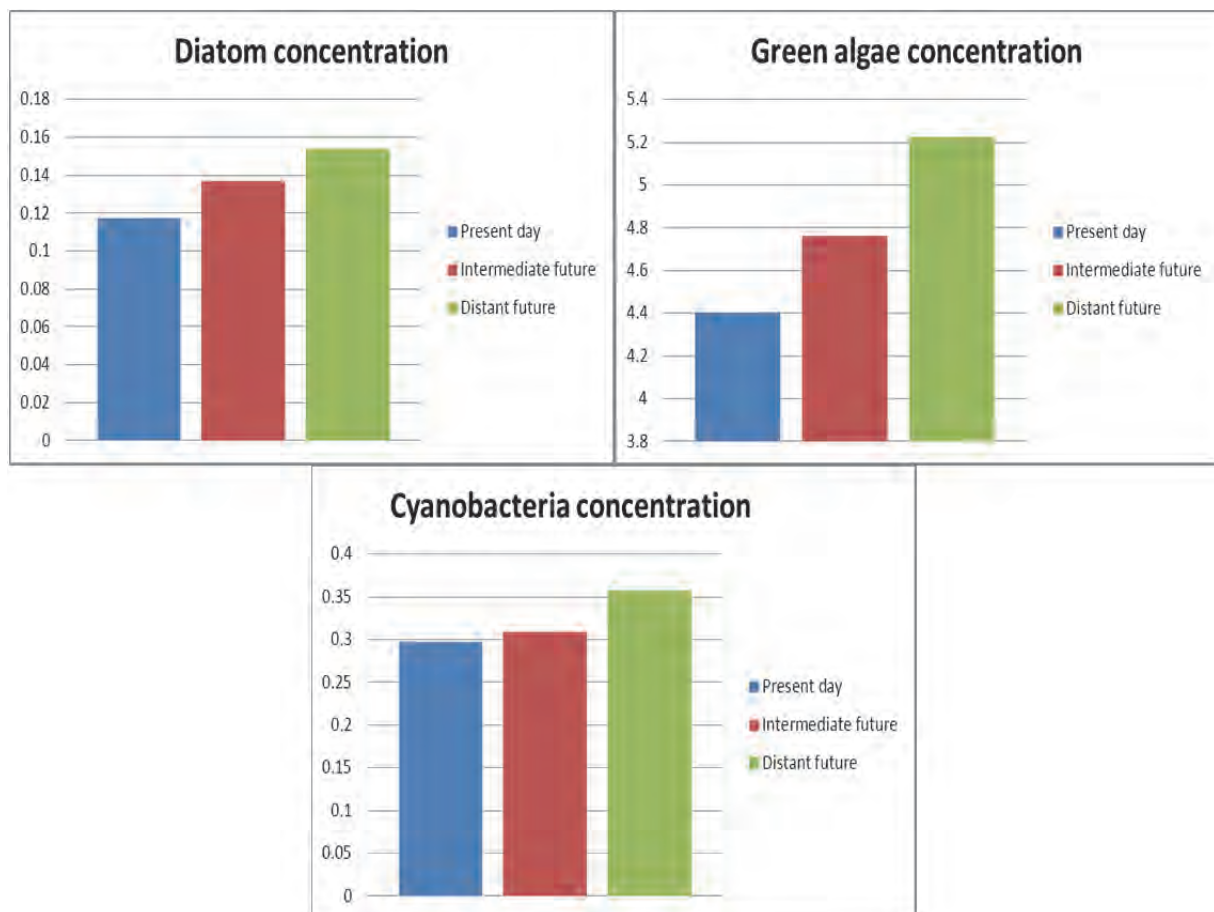 Diatom concentration
0.18
0.16
0.14
0.12
0.1
0.08
0.06
0.04
0.02
0
Present day
Intermediate future
Distant future
Green algae concentration
5.4
5.2
5
4.8
4.6
4.4
4.2
4
3.8
Present day
Intermediate future
Distant future
Cyanobacteria concentration
0.4
0.35
0.3
0.25
0.2
0.15
0.1
0.05
0
Present day
Intermediate future
Distant future